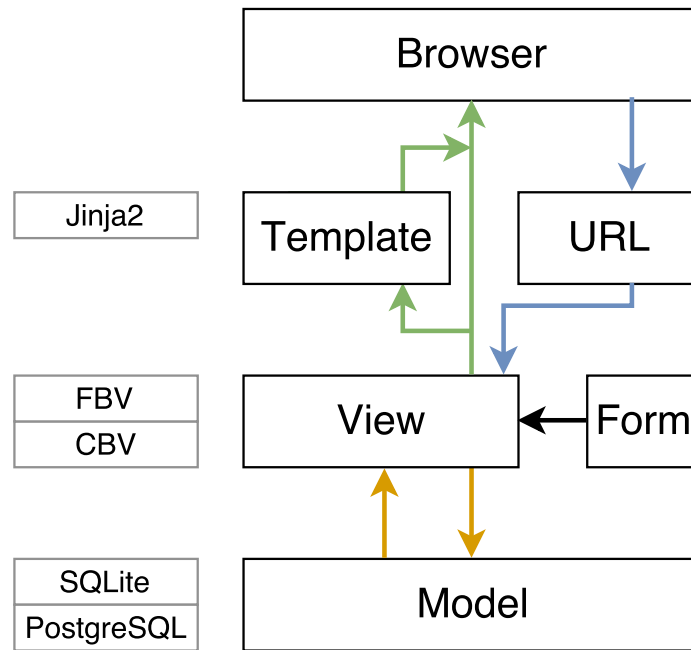 Browser
Jinja2
Template
URL
FBV
CBV
View
Form
SQLite
PostgreSQL
Model